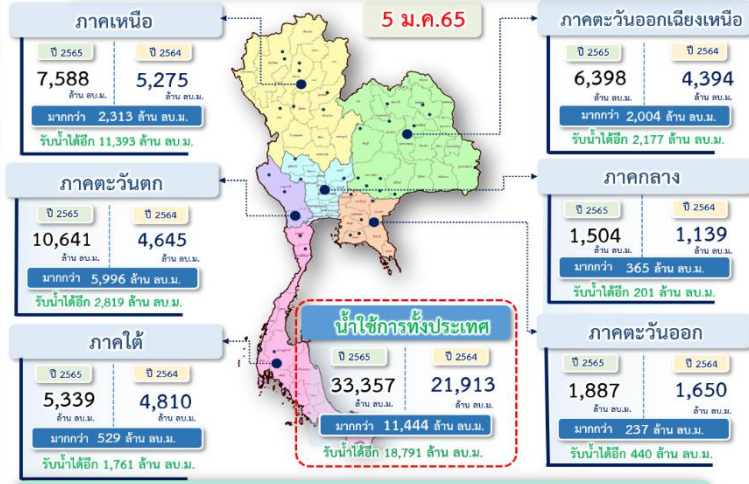 5 ม.ค.65
ภาคเหนือ
ปี 2565 ปี 2564
7,588 5,275
ล้าน ลบ.ม. ล้าน ลบ.ม.
มากกว่า 2,313 ล้าน ลบ.ม.
รับน้ำได้อีก 11,393 ล้าน ลบ.ม.
ภาคตะวันออกเฉียงเหนือ
ปี 2565 ปี 2564
6,398 4,394
ล้าน ลบ.ม. ล้าน ลบ.ม.
มากกว่า 2,004 ล้าน ลบ.ม.
รับน้ำได้อีก 2,177 ล้าน ลบ.ม.
ภาคตะวันตก
ปี 2565 ปี 2564
10,641 4,645
ล้าน ลบ.ม. ล้าน ลบ.ม.
มากกว่า 5,996 ล้าน ลบ.ม.
รับน้ำได้อีก 2,819 ล้าน ลบ.ม.
ภาคกลาง
ปี 2565 ปี 2564
1,504 1,139
ล้าน ลบ.ม. ล้าน ลบ.ม.
มากกว่า 365 ล้าน ลบ.ม.
รับน้ำได้อีก 201 ล้าน ลบ.ม.
ภาคใต้
ปี 2565 ปี 2564
5,339 4,810
ล้าน ลบ.ม. ล้าน ลบ.ม.
มากกว่า 529 ล้าน ลบ.ม.
รับน้ำได้อีก 1,761 ล้าน ลบ.ม.
น้ำใช้การทั้งประเทศ
ปี 2565 ปี 2564
33,357 21,913
ล้าน ลบ.ม. ล้าน ลบ.ม.
มากกว่า 11,444 ล้าน ลบ.ม.
รับน้ำได้อีก 18,791 ล้าน ลบ.ม.
ภาคตะวันออก
ปี 2565 ปี 2564
1,887 1,650
ล้าน ลบ.ม. ล้าน ลบ.ม.
มากกว่า 237 ล้าน ลบ.ม.
รับน้ำได้อีก 440 ล้าน ลบ.ม.